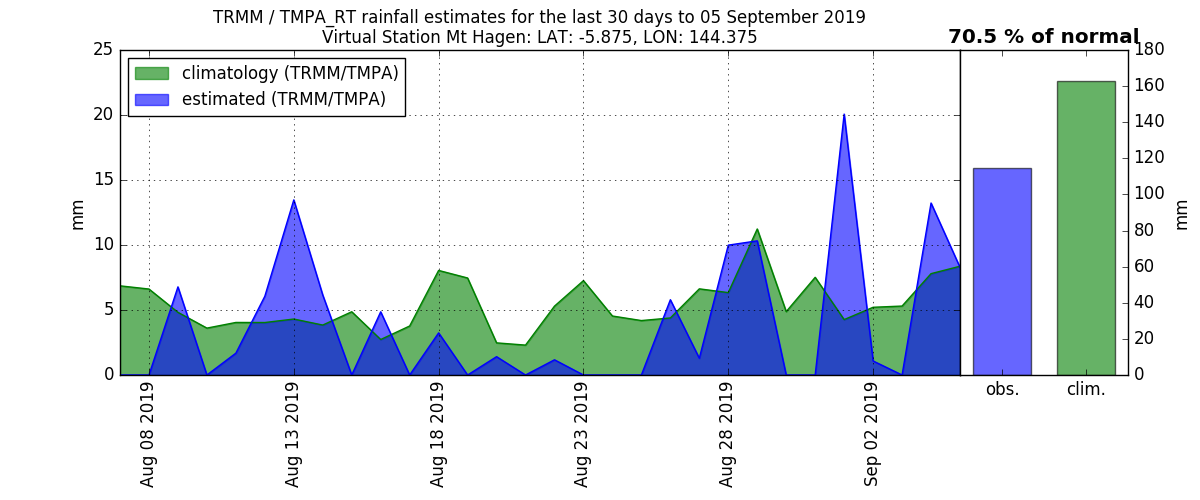 TRMM / TMPA_RT rainfall estimates for the last 30 days to 05 September 2019
Virtual Station Mt Hagen: LAT: -5.875, LON: 144.375
70.5 % of normal
climatology (TRMM/TMPA)
estimated (TRMM/TMPA)
25
20
15
10
5
0
mm
Aug 08 2019
Aug 13 2019
Aug 18 2019
Aug 23 2019
Aug 28 2019
Sep 02 2019
obs.
clim.
180
160
140
120
100
80
60
40
20
0
mm